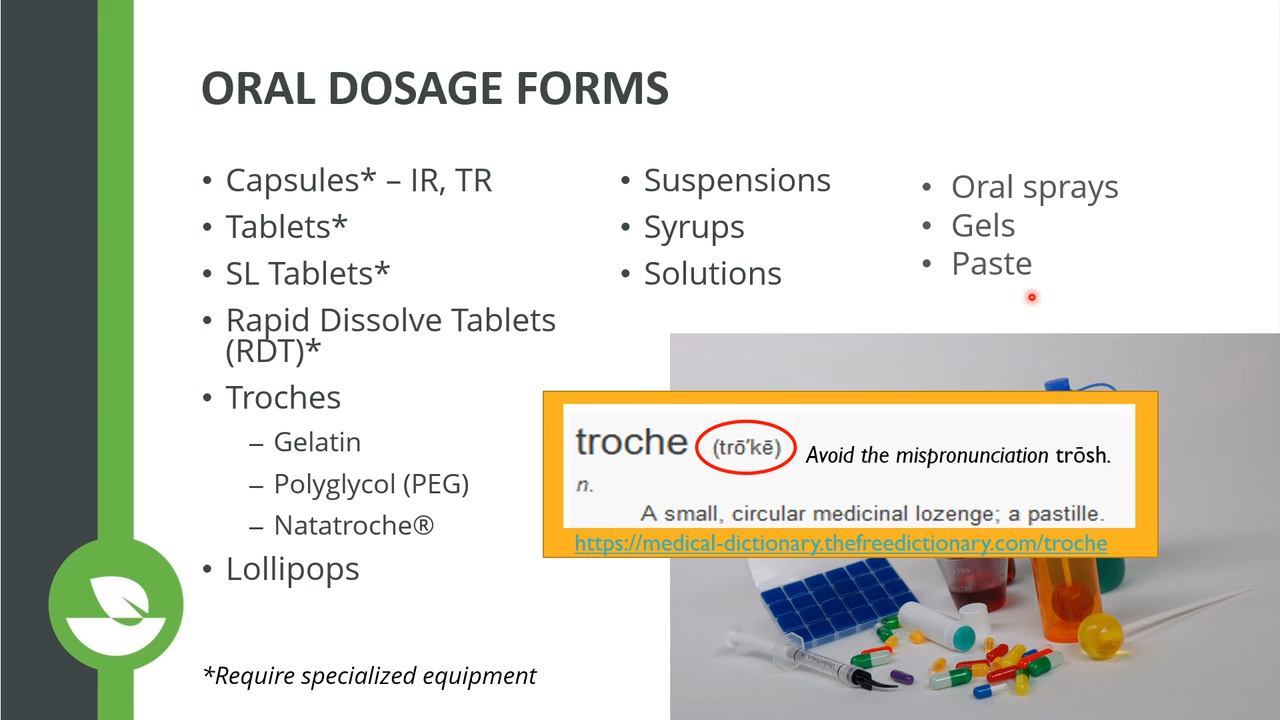 ORAL DOSAGE FORMS
• Capsules* – IR, TR
• Tablets*
• SL Tablets*
• Rapid Dissolve Tablets
(RDT)*
• Troches
– Gelatin
– Polyglycol (PEG)
– Natatroche®
• Lollipops
*Require specialized equipment
• Suspensions
• Syrups
• Solutions
• Oral sprays
• Gels
• Paste
troche (trō′kē) Avoid the mispronunciation trōsh.
n.
A small, circular medicinal lozenge; a pastille.
https://medical-dictionary.thefreedictionary.com/troche